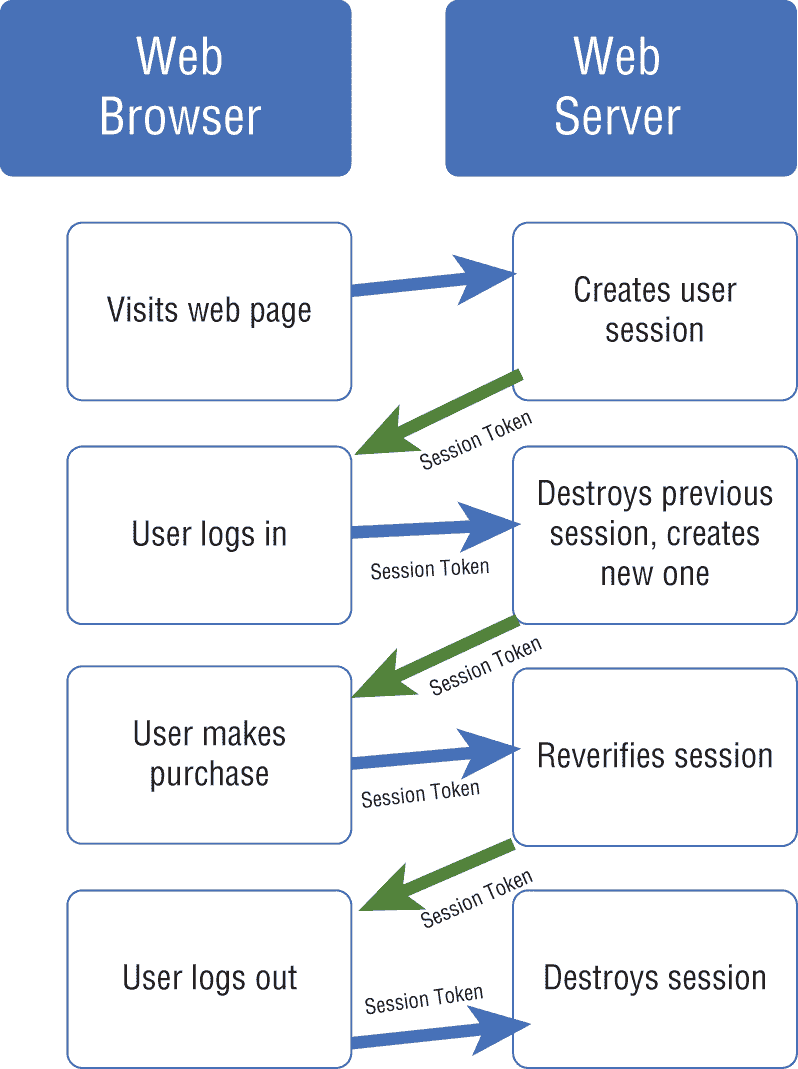 Web
Browser
Web
Server
Visits web page
Creates user
session
Session Token
User logs in
Session Token
Destroys previous
session, creates
new one
Session Token
User makes
purchase
Session Token
Reverifies session
Session Token
User logs out
Session Token
Destroys session